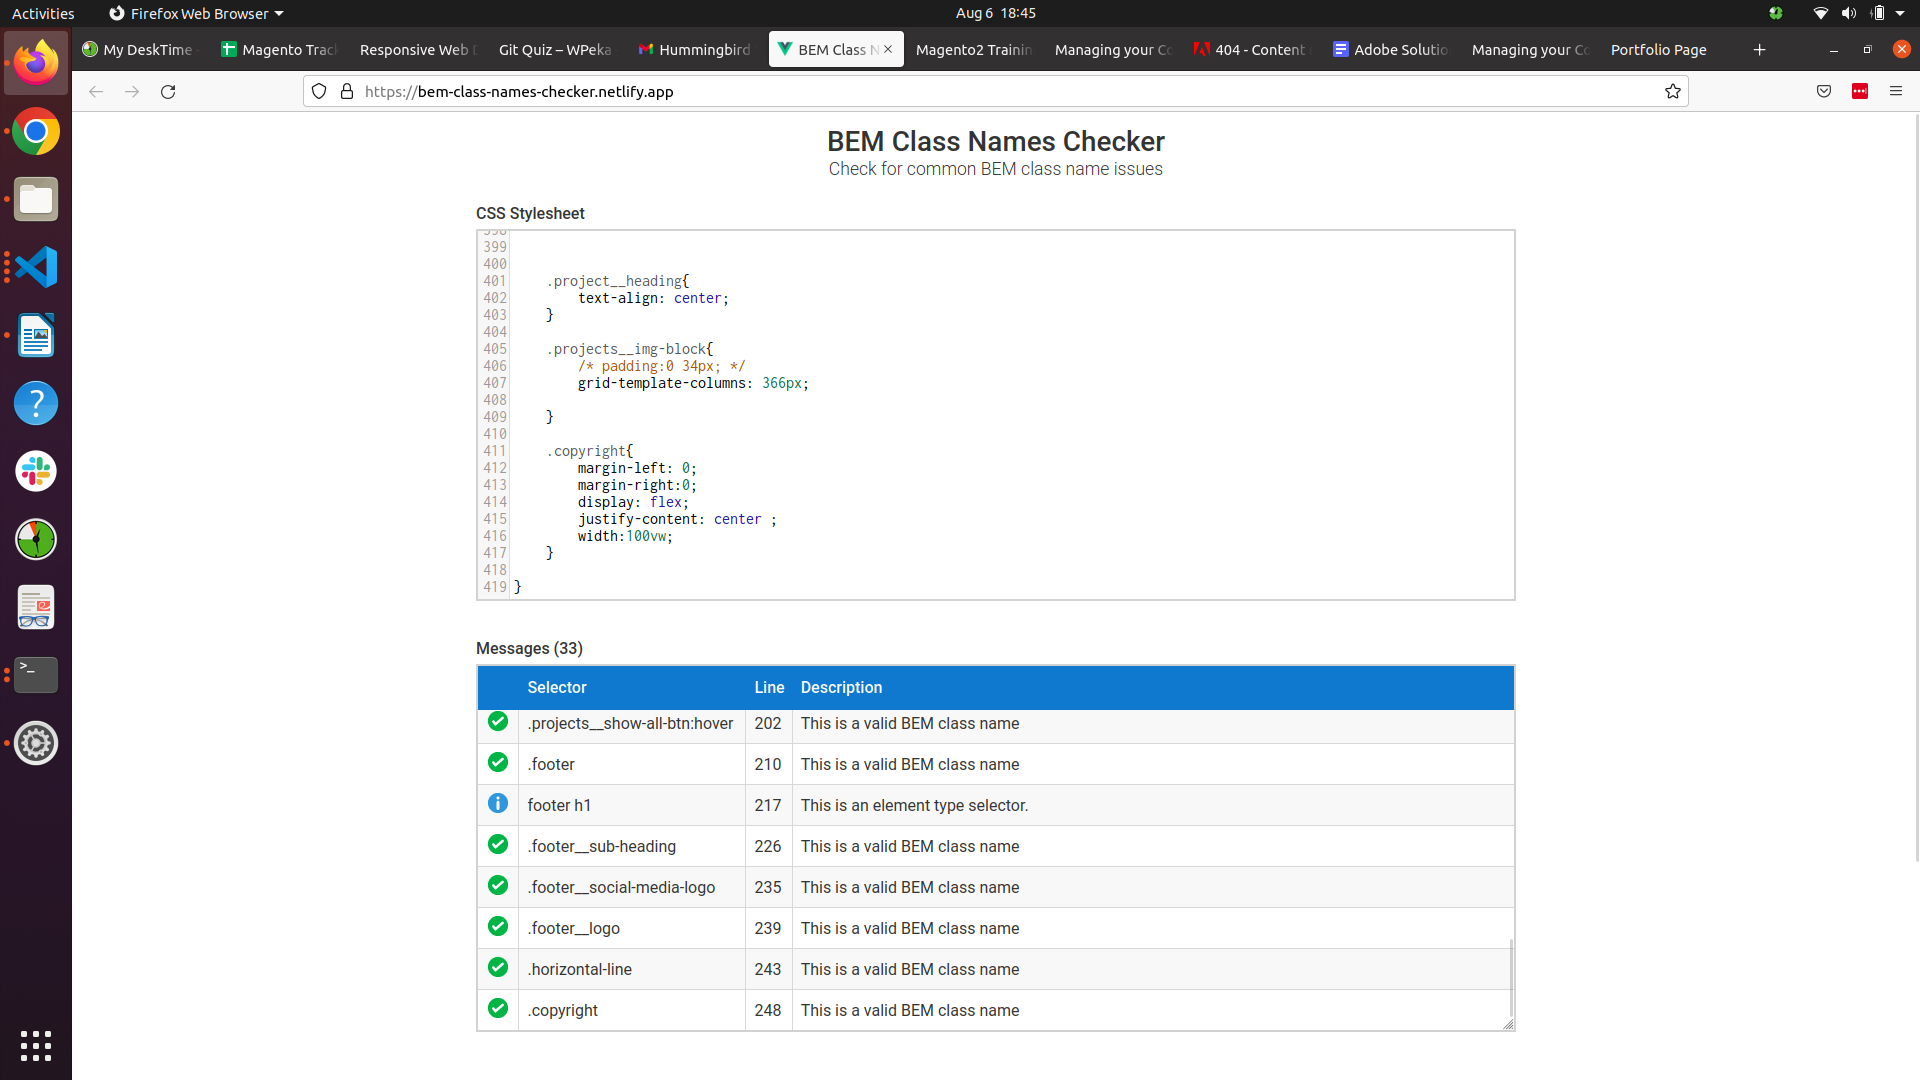 Activities
Firefox Web Browser
Aug 6 18:45
My DeskTime
Magento Track
Responsive Web D
Git Quiz – WPeka
Hummingbird
BEM Class N
Magento2 Trainin
Managing your Co
404 - Content
Adobe Solutio
Managing your Co
Portfolio Page
https://bem-class-names-checker.netlify.app
BEM Class Names Checker
Check for common BEM class name issues
CSS Stylesheet
398
399
400
401 .project__heading{
402 text-align: center;
403 }
404
405 .projects__img-block{
406 /* padding:0 34px; */
407 grid-template-columns: 366px;
408
409 }
410
411 .copyright{
412 margin-left: 0;
413 margin-right:0;
414 display: flex;
415 justify-content: center ;
416 width:100vw;
417 }
418
419 }
Messages (33)
Selector Line Description
.projects__show-all-btn:hover 202 This is a valid BEM class name
.footer 210 This is a valid BEM class name
footer h1 217 This is an element type selector.
.footer__sub-heading 226 This is a valid BEM class name
.footer__social-media-logo 235 This is a valid BEM class name
.footer__logo 239 This is a valid BEM class name
.horizontal-line 243 This is a valid BEM class name
.copyright 248 This is a valid BEM class name